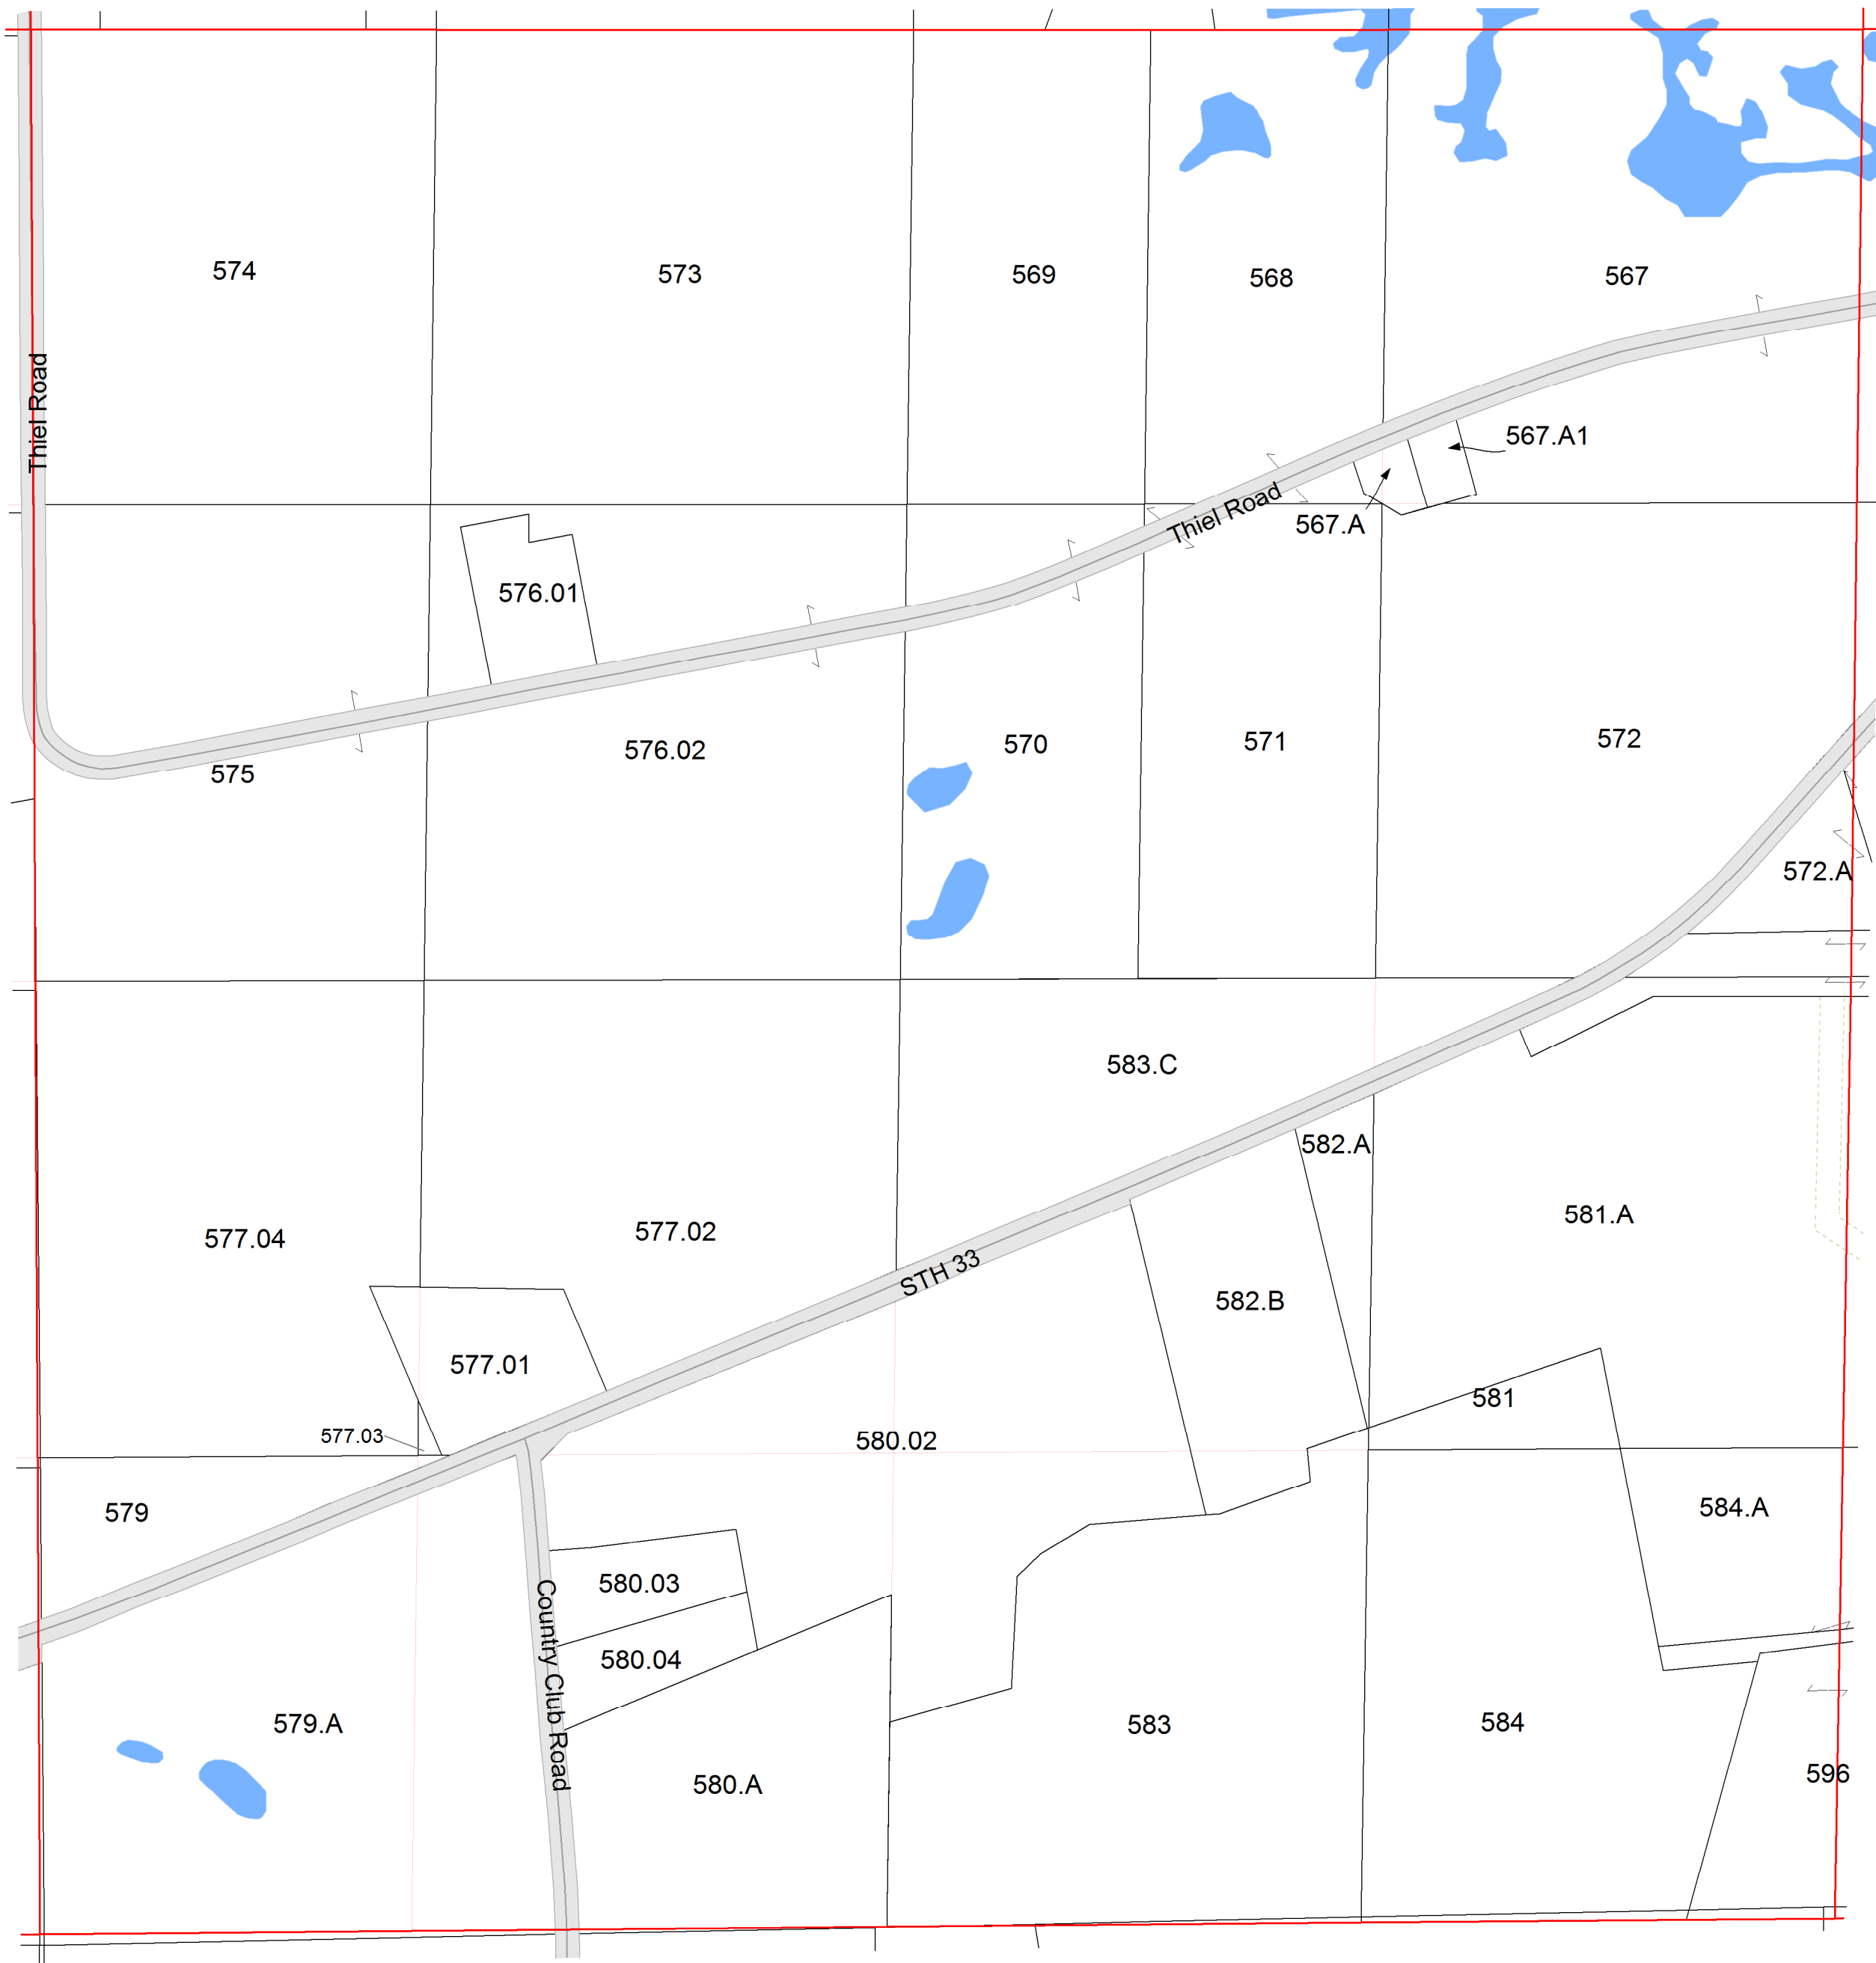 574
573
569
568
567
Thiel Road
567.A1
567.A
Thiel Road
576.01
575
576.02
570
571
572
572.A
583.C
582.A
577.04
577.02
581.A
STH 33
582.B
577.01
581
577.03
580.02
579
584.A
580.03
Country Club Road
580.04
579.A
583
584
580.A
596